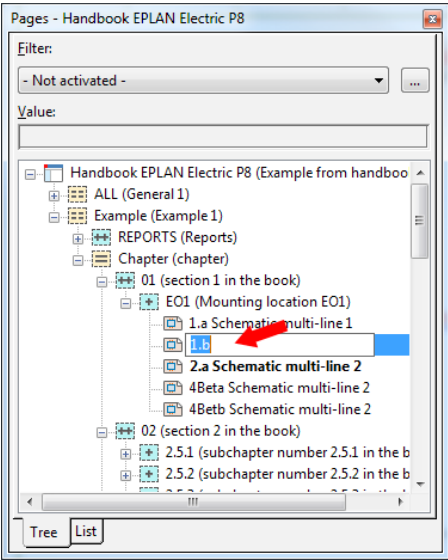 Pages - Handbook EPLAN Electric P8
Filter:
- Not activated -
...
Value:
Handbook EPLAN Electric P8 (Example from handboo
ALL (General 1)
Example (Example 1)
REPORTS (Reports)
Chapter (chapter)
01 (section 1 in the book)
EO1 (Mounting location EO1)
1.a Schematic multi-line 1
1.b
2.a Schematic multi-line 2
4Beta Schematic multi-line 2
4Betb Schematic multi-line 2
02 (section 2 in the book)
2.5.1 (subchapter number 2.5.1 in the b
2.5.2 (subchapter number 2.5.2 in the b
Tree List